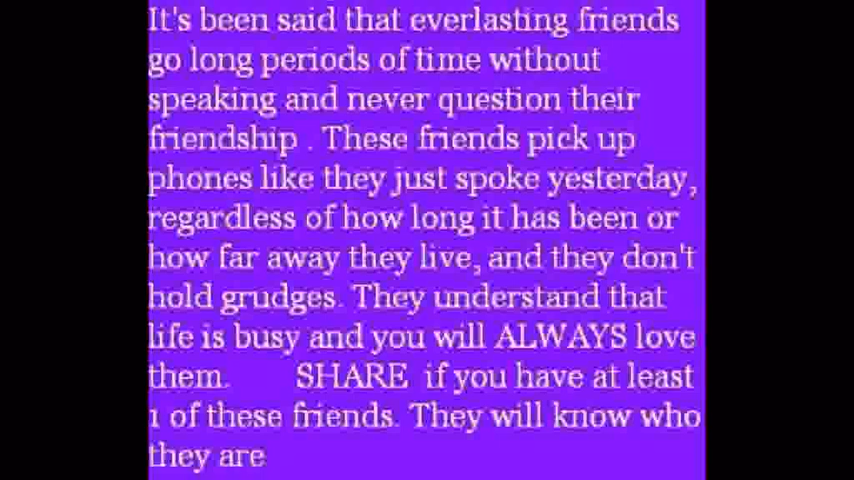 It's been said that everlasting friends
go long periods of time without
speaking and never question their
friendship . These friends pick up
phones like they just spoke yesterday,
regardless of how long it has been or
how far away they live, and they don't
hold grudges. They understand that
life is busy and you will ALWAYS love
them. SHARE if you have at least
1 of these friends. They will know who
they are